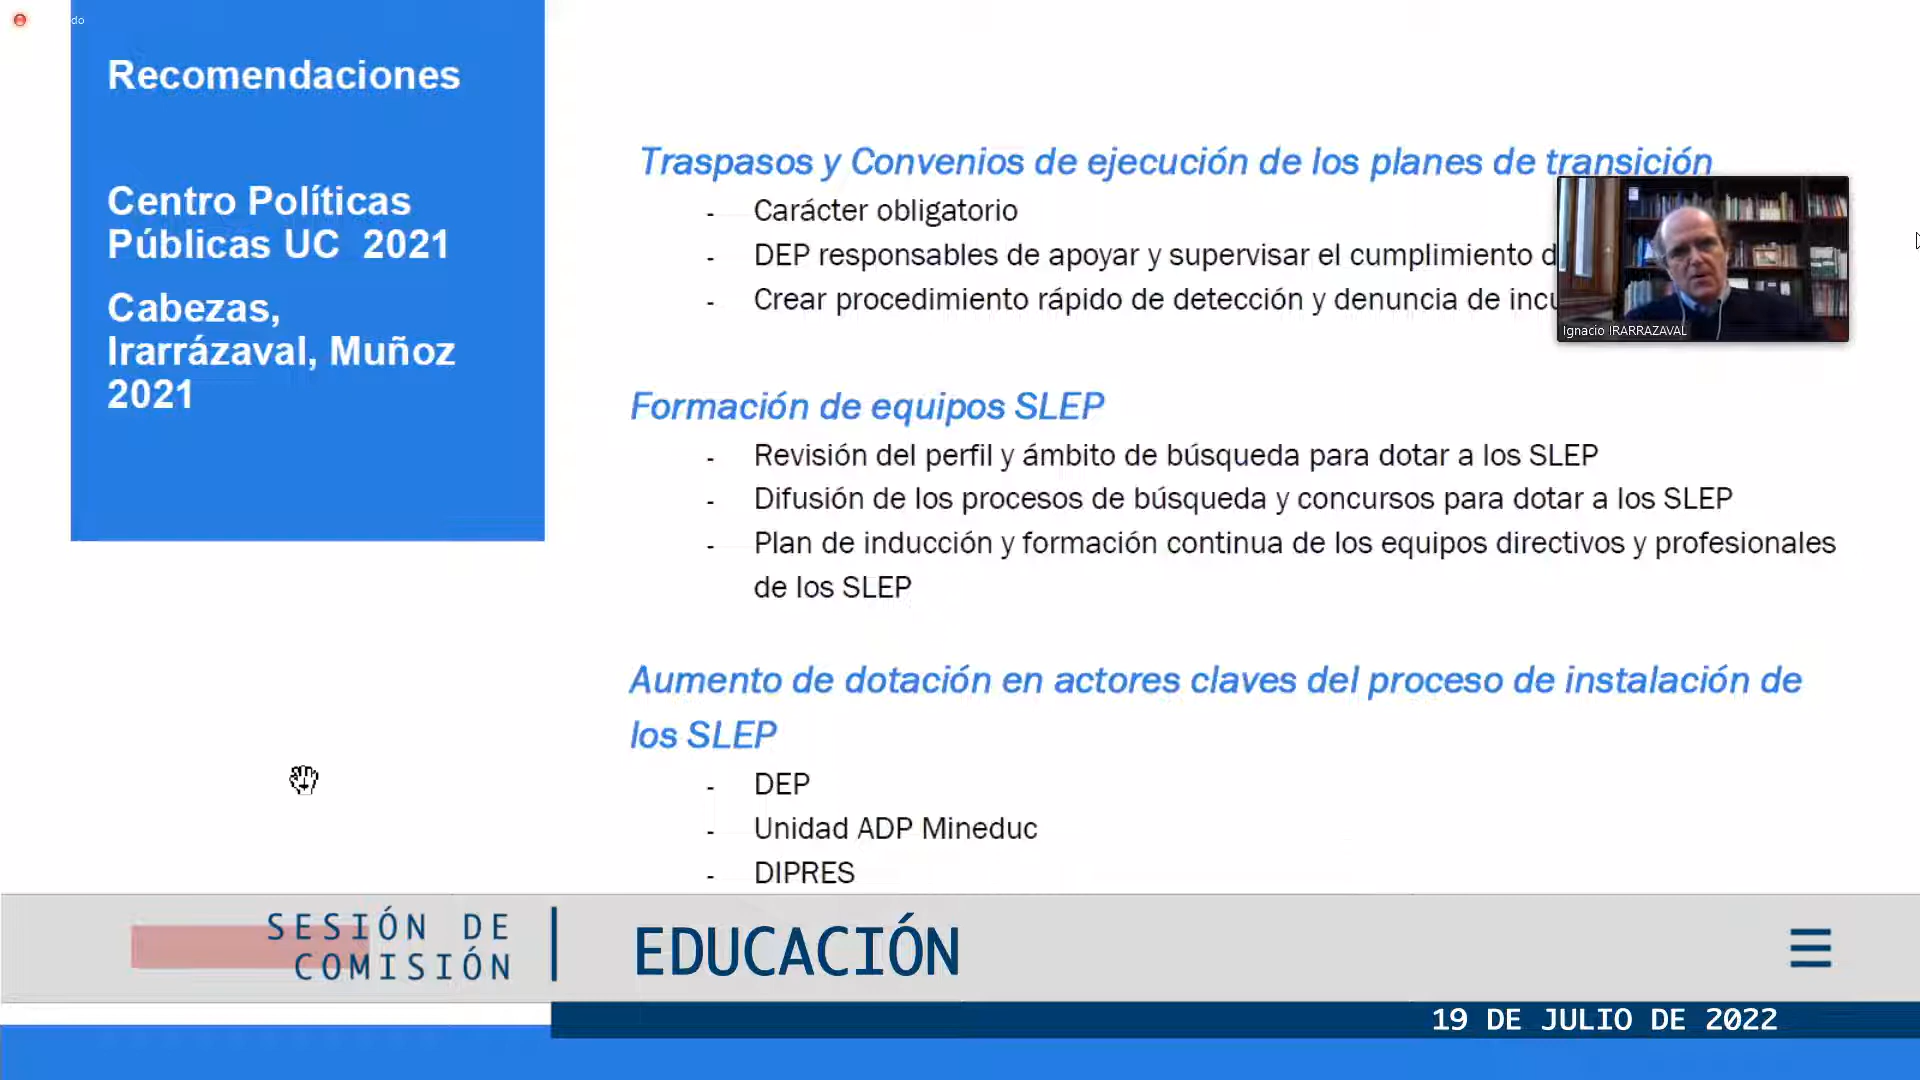 do
Recomendaciones
Centro Políticas
Públicas UC 2021
Cabezas,
Irarrázaval, Muñoz
2021
Traspasos y Convenios de ejecución de los planes de transición
- Carácter obligatorio
- DEP responsables de apoyar y supervisar el cumplimiento
- Crear procedimiento rápido de detección y denuncia de
Ignacio IRARRAZAVAL
Formación de equipos SLEP
- Revisión del perfil y ámbito de búsqueda para dotar a los SLEP
- Difusión de los procesos de búsqueda y concursos para dotar a los SLEP
- Plan de inducción y formación continua de los equipos directivos y profesionales
de los SLEP
Aumento de dotación en actores claves del proceso de instalación de
los SLEP
- DEP
- Unidad ADP Mineduc
- DIPRES
SESIÓN DE
COMISIÓN
EDUCACIÓN
19 DE JULIO DE 2022